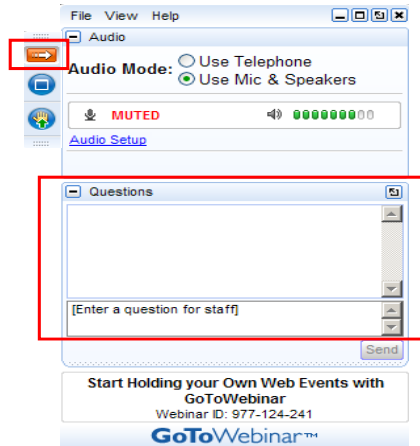 File View Help
Audio
Audio Mode: Use Telephone
Use Mic & Speakers
MUTED
Audio Setup
Questions
[Enter a question for staff]
Send
Start Holding your Own Web Events with
GoToWebinar
Webinar ID: 977-124-241
GoToWebinar™